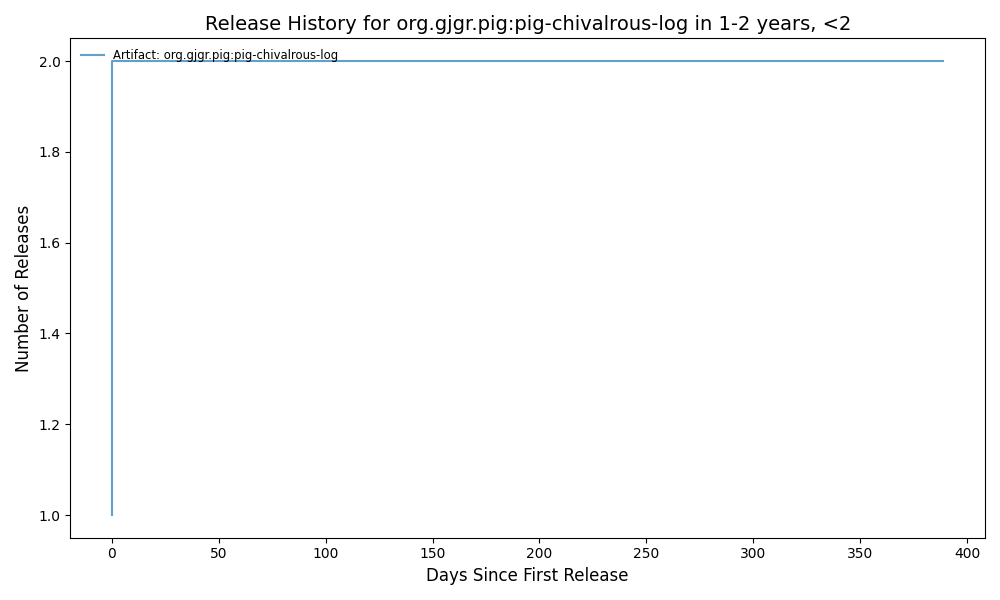 Release History for org.gjgr.pig:pig-chivalrous-log in 1-2 years, <2
Artifact: org.gjgr.pig:pig-chivalrous-log
Number of Releases
2.0
1.8
1.6
1.4
1.2
1.0
0 50 100 150 200 250 300 350 400
Days Since First Release